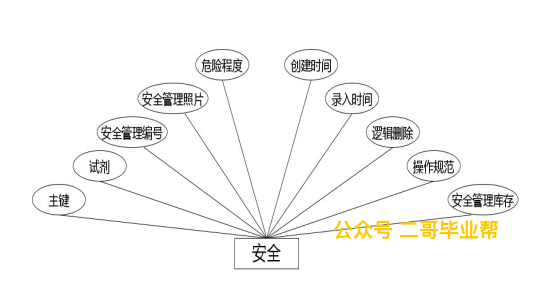 危险程度
创建时间
安全管理照片
录入时间
安全管理编号
逻辑删除
试剂
操作规范
主键
安全管理库存
公众号 二哥毕业帮
安全